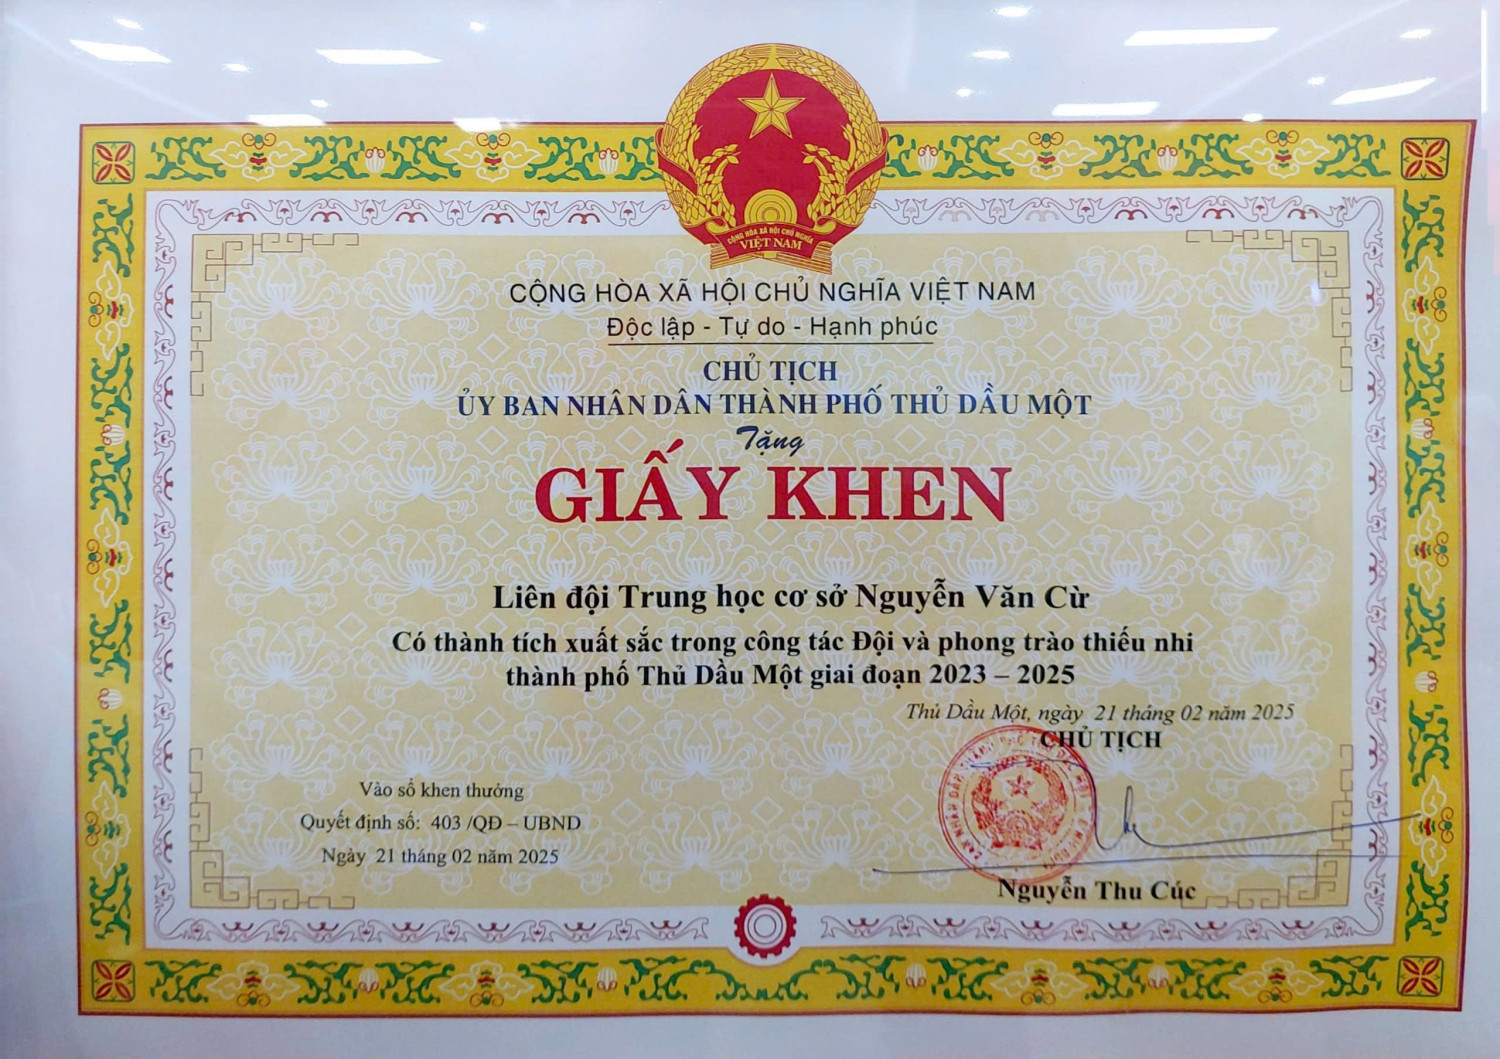 CỘNG HÒA XÃ HỘI CHỦ NGHĨA
VIỆT NAM
CỘNG HÒA XÃ HỘI CHỦ NGHĨA VIỆT NAM
Độc lập - Tự do - Hạnh phúc
CHỦ TỊCH
ỦY BAN NHÂN DÂN THÀNH PHỐ THỦ DẦU MỘT
Tặng
GIẤY KHEN
Liên đội Trung học cơ sở Nguyễn Văn Cừ
Có thành tích xuất sắc trong công tác Đội và phong trào thiếu nhi
thành phố Thủ Dầu Một giai đoạn 2023 – 2025
Thủ Dầu Một, ngày 21 tháng 02 năm 2025
CHỦ TỊCH
Vào sổ khen thưởng
Quyết định số: 403 /QĐ – UBND
Ngày 21 tháng 02 năm 2025
Nguyễn Thu Cúc